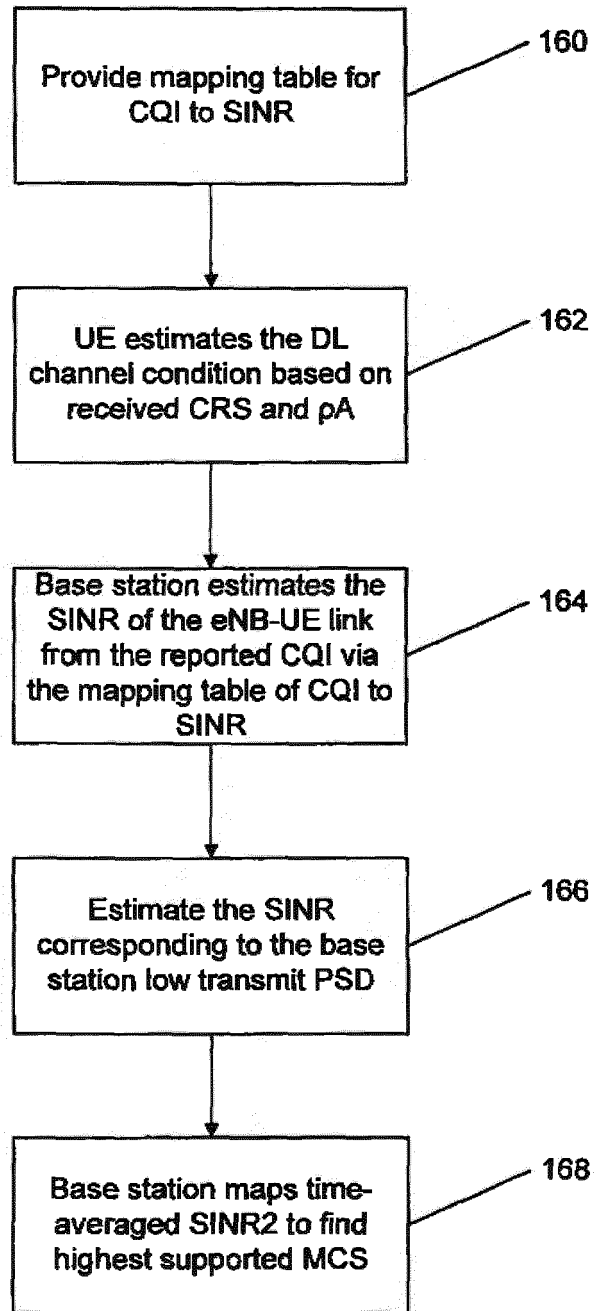 Provide mapping table for
CQI to SINR
160
UE estimates the DL
channel condition based on
received CRS and ρA
162
Base station estimates the
SINR of the eNB-UE link
from the reported CQI via
the mapping table of CQI to
SINR
164
Estimate the SINR
corresponding to the base
station low transmit PSD
166
Base station maps time-
averaged SINR2 to find
highest supported MCS
168